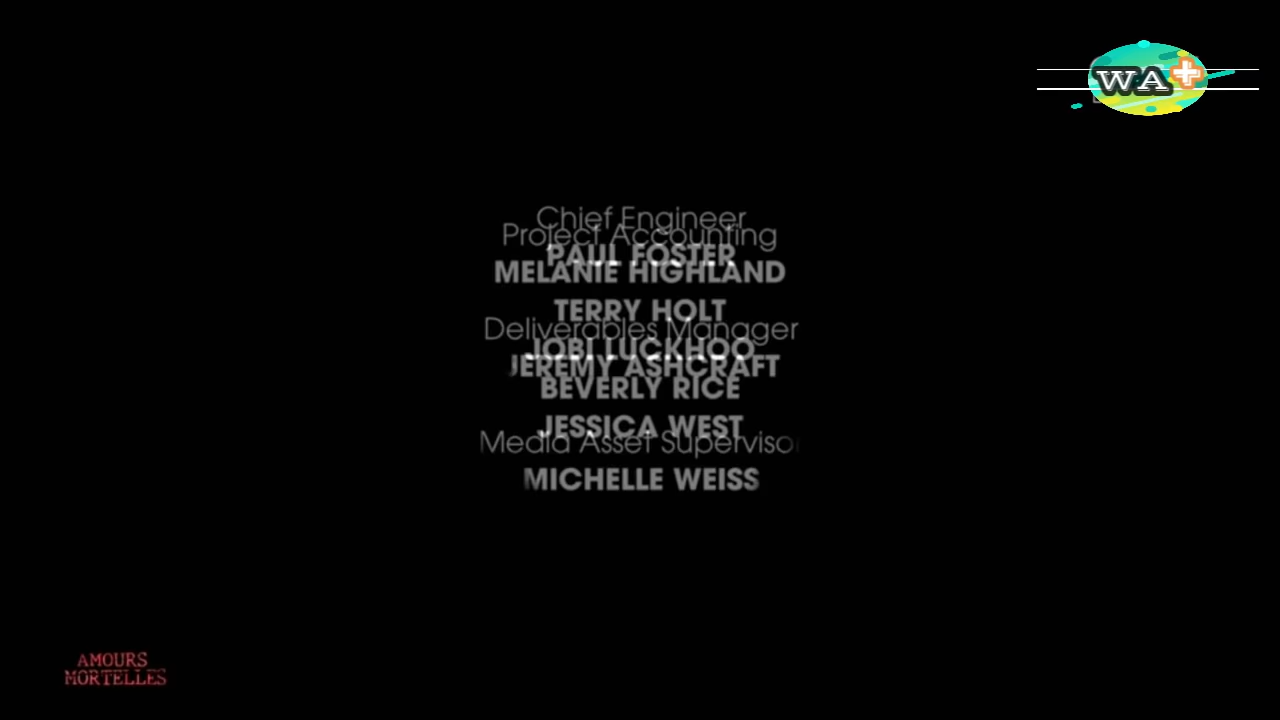 WA+
Chief Engineer
Project Accounting
PAUL FOSTER
MELANIE HIGHLAND
TERRY HOLT
Deliverables Manager
JOBI LUCKHOO
JEREMY ASHCRAFT
BEVERLY RICE
JESSICA WEST
Media Asset Supervisor
MICHELLE WEISS
AMOURS
MORTELLES